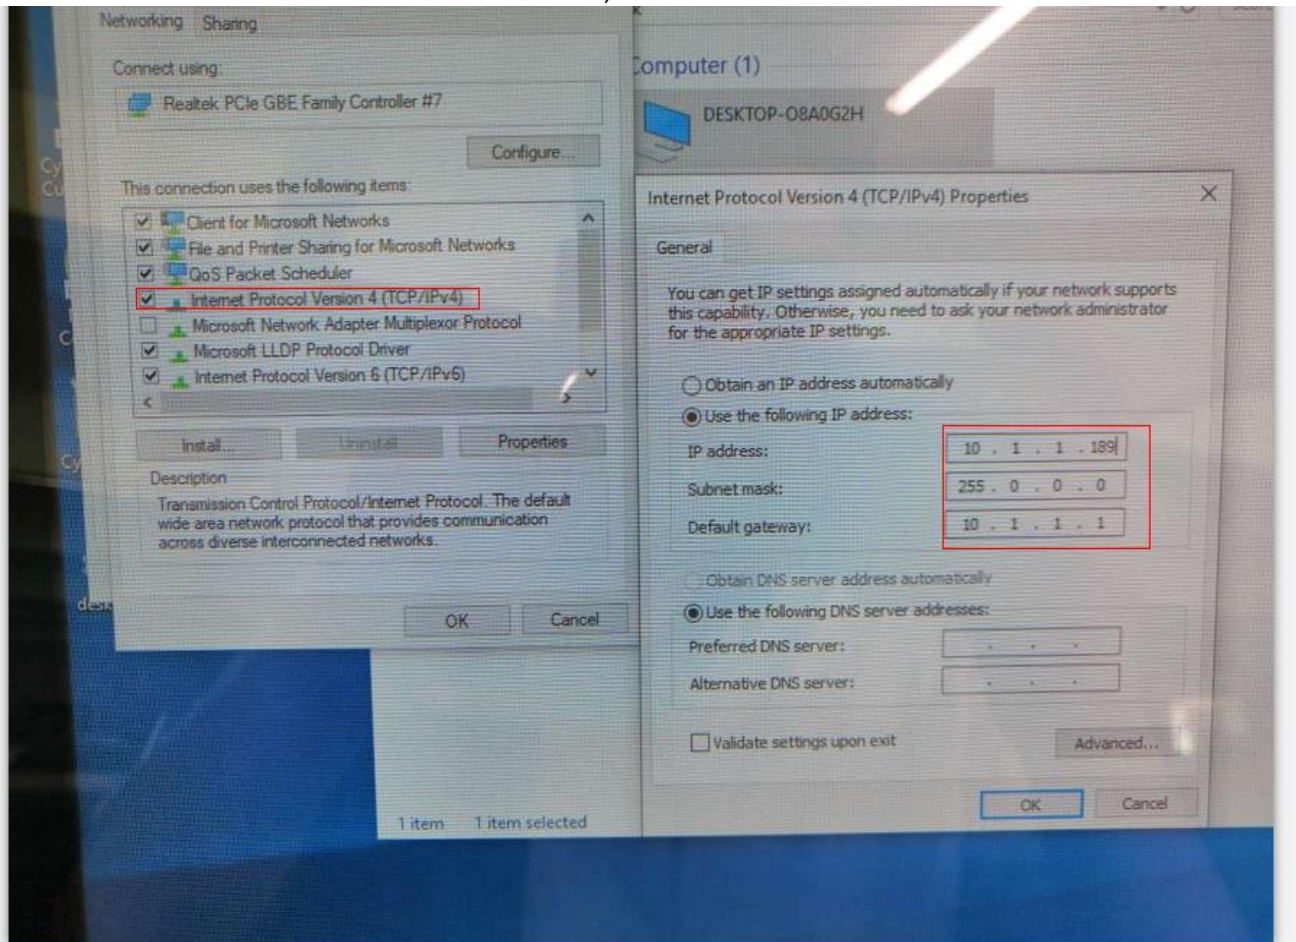 Networking Sharing
Connect using:
Realtek PCIe GBE Family Controller #7
Configure...
This connection uses the following items:
Client for Microsoft Networks
File and Printer Sharing for Microsoft Networks
QoS Packet Scheduler
Internet Protocol Version 4 (TCP/IPv4)
Microsoft Network Adapter Multiplexor Protocol
Microsoft LLDP Protocol Driver
Internet Protocol Version 6 (TCP/IPv6)
Install... Uninstall Properties
Description
Transmission Control Protocol/Internet Protocol. The default
wide area network protocol that provides communication
across diverse interconnected networks.
OK Cancel
Computer (1)
DESKTOP-O8A0G2H
Internet Protocol Version 4 (TCP/IPv4) Properties
General
You can get IP settings assigned automatically if your network supports
this capability. Otherwise, you need to ask your network administrator
for the appropriate IP settings.
Obtain an IP address automatically
Use the following IP address:
IP address: 10 . 1 . 1 . 189
Subnet mask: 255 . 0 . 0 . 0
Default gateway: 10 . 1 . 1 . 1
Obtain DNS server address automatically
Use the following DNS server addresses:
Preferred DNS server: . . .
Alternative DNS server: . . .
Validate settings upon exit
Advanced...
OK Cancel
1 item 1 item selected